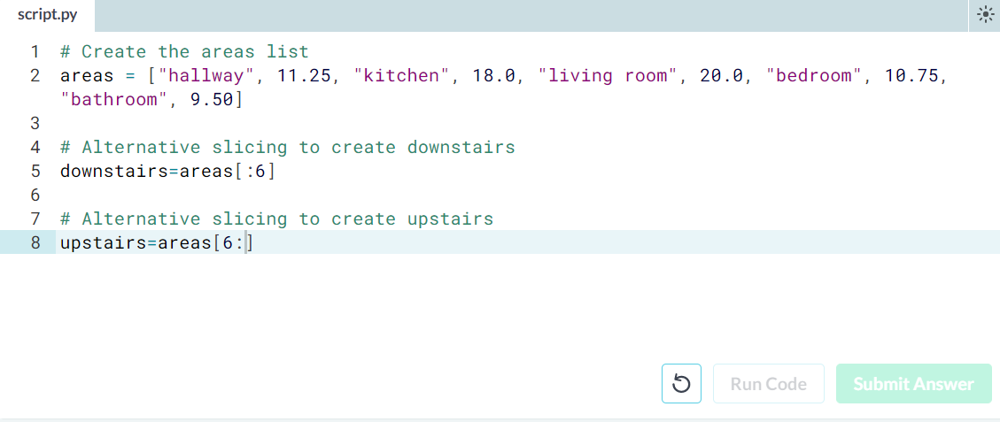 script.py
1 # Create the areas list
2 areas = ["hallway", 11.25, "kitchen", 18.0, "living room", 20.0, "bedroom", 10.75,
"bathroom", 9.50]
3
4 # Alternative slicing to create downstairs
5 downstairs=areas[:6]
6
7 # Alternative slicing to create upstairs
8 upstairs=areas[6:]
Run Code
Submit Answer